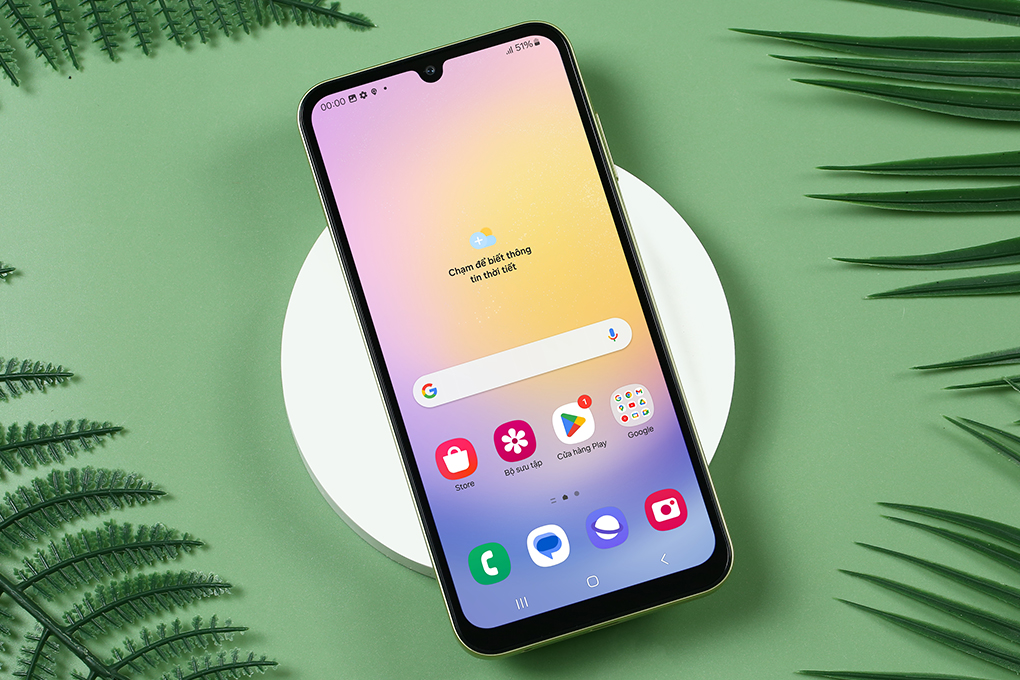 00:00
51%
Chạm để biết thông
tin thời tiết
1
Store
Bộ sưu tập
Cửa hàng Play
Google